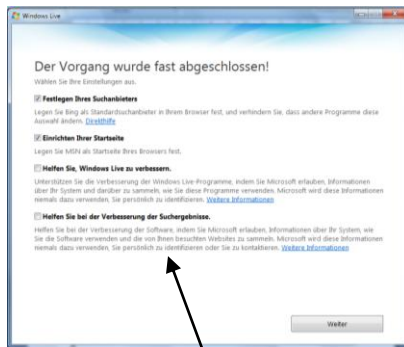 Windows Live
Der Vorgang wurde fast abgeschlossen!
Wählen Sie Ihre Einstellungen aus.
Festlegen Ihres Suchanbieters
Legen Sie Bing als Standardsuchanbieter in Ihrem Browser fest, und verhindern Sie, dass andere Programme diese
Auswahl ändern. Direkthilfe
Einrichten Ihrer Startseite
Legen Sie MSN als Startseite Ihres Browsers fest.
Helfen Sie, Windows Live zu verbessern.
Unterstützen Sie die Verbesserung der Windows Live-Programme, indem Sie Microsoft erlauben, Informationen
über Ihr System und darüber zu sammeln, wie Sie diese Programme verwenden. Microsoft wird diese Informationen
niemals dazu verwenden, Sie persönlich zu identifizieren. Weitere Informationen
Helfen Sie bei der Verbesserung der Suchergebnisse.
Helfen Sie bei der Verbesserung der Software, indem Sie Microsoft erlauben, Informationen über Ihr System, wie
Sie die Software verwenden und die von Ihnen besuchten Websites zu sammeln. Microsoft wird diese Informationen
niemals dazu verwenden, Sie persönlich zu identifizieren oder Sie zu kontaktieren. Weitere Informationen
Weiter